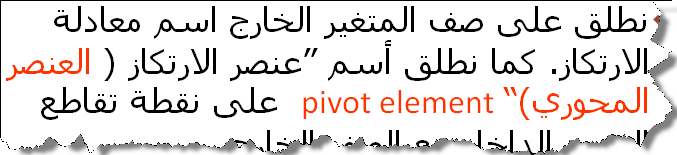 نطلق على صف المتغير الخارج اسم معادلة
الارتكاز. كما نطلق أسم ”عنصر الارتكاز ( العنصر
المحوري)“ pivot element على نقطة تقاطع